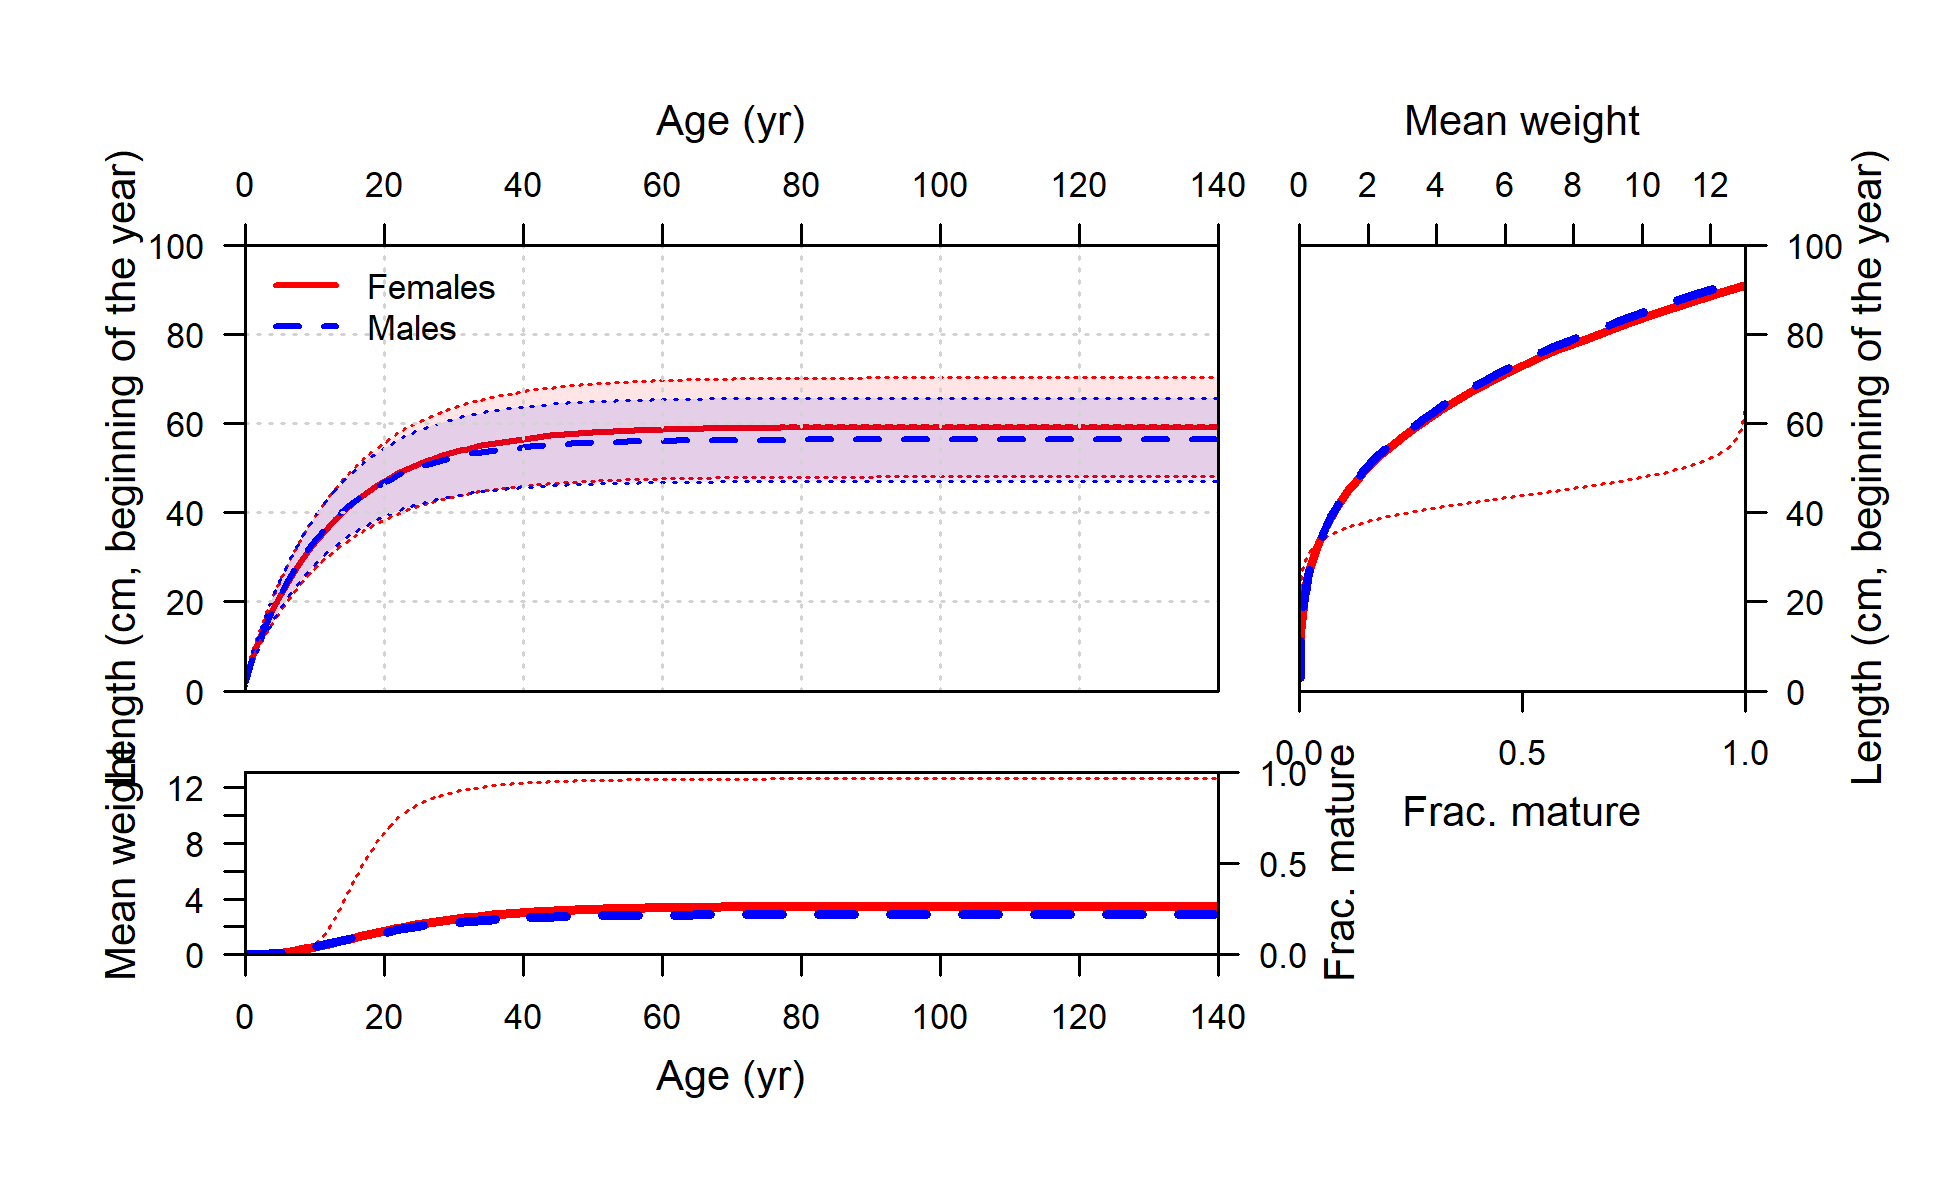 Age (yr)
0 20 40 60 80 100 120 140
Length (cm, beginning of the year)
100
80
60
40
20
0
Females
Males
Mean weight
0 2 4 6 8 10 12
100
80
60
40
20
0
Length (cm, beginning of the year)
0.0 0.5 1.0
Frac. mature
Mean weight
12
8
4
0
1.0
0.5
0.0
Frac. mature
0 20 40 60 80 100 120 140
Age (yr)